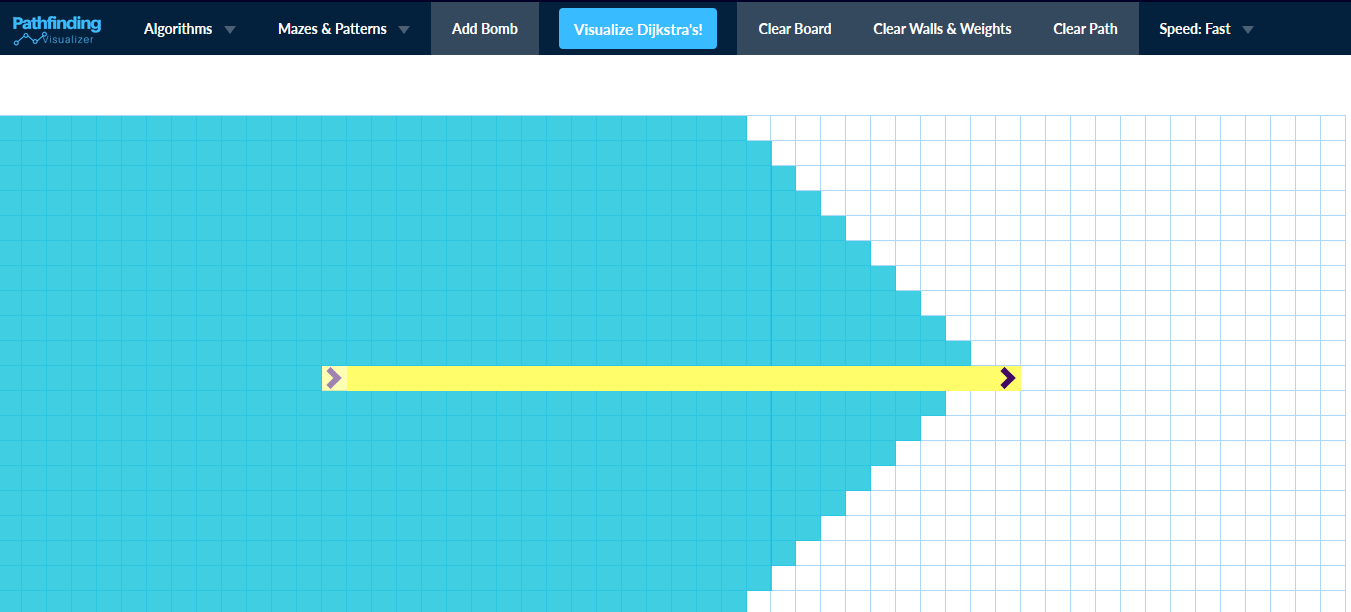 Pathfinding
Visualizer
Algorithms
Mazes & Patterns
Add Bomb
Visualize Dijkstra's!
Clear Board
Clear Walls & Weights
Clear Path
Speed: Fast